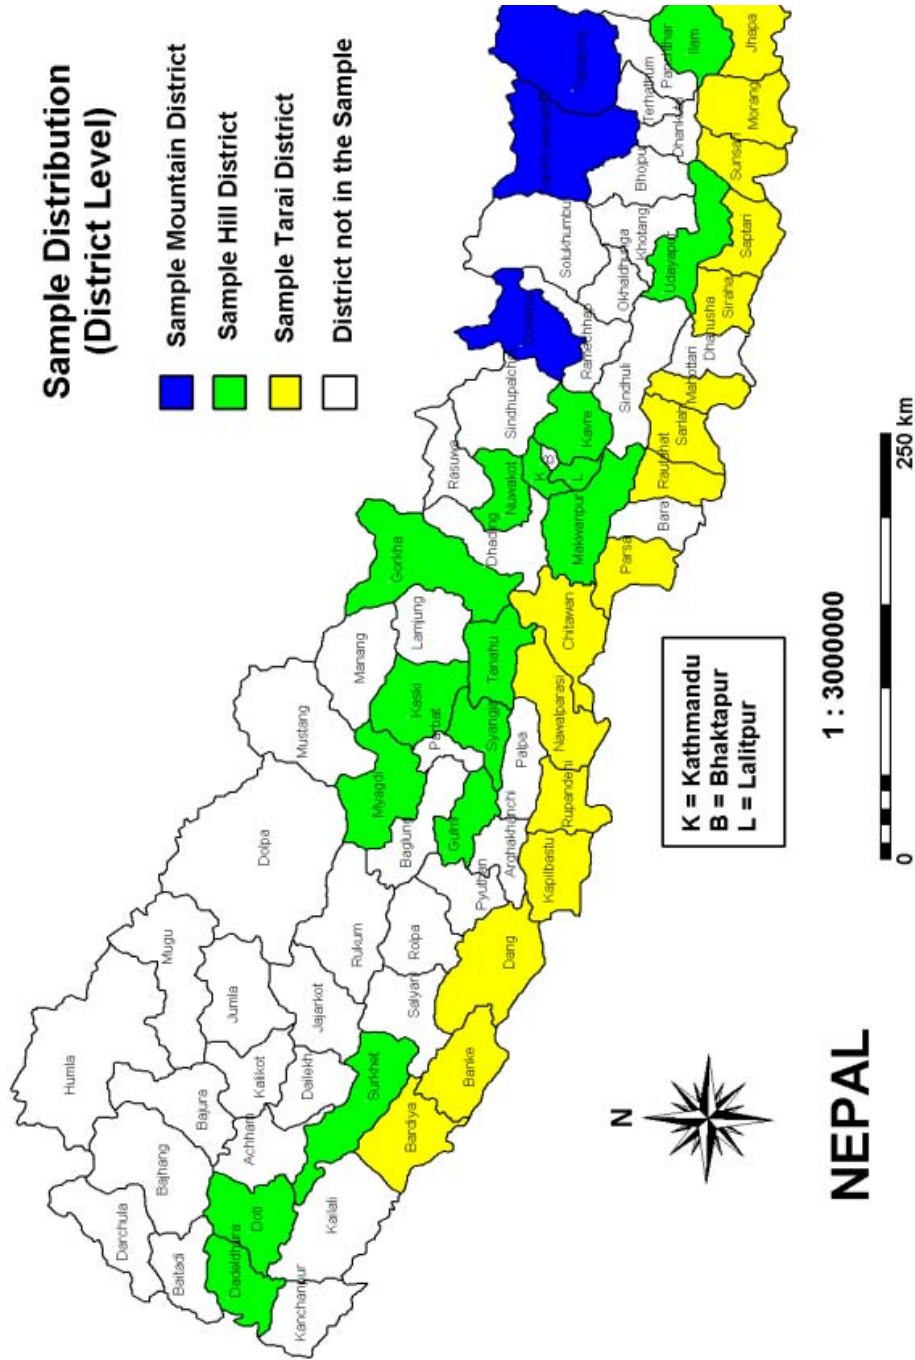 Sample Distribution
(District Level)
Sample Mountain District
Sample Hill District
Sample Tarai District
District not in the Sample
Humla
Darchula
Bajhang
Mugu
Baitadi
Bajura
Jumla
Dolpa
Dadeldhura
Doti
Achham
Kalikot
Mustang
Kanchanpur
Kailali
Dailekh
Jajarkot
Rukum
Manang
Surkhet
Myagdi
Gorkha
Bardiya
Salyan
Rolpa
Baglung
Kaski
Lamjung
Parbat
Rasuwa
Banke
Dang
Pyuthan
Gulmi
Syangja
Tanahu
Dhading
Nuwakot
Sindhupalcho
Arghakhanchi
Palpa
K
B
L
Kavre
Kapilbastu
Rupandehi
Nawalparasi
Chitawan
Makwanpur
Ramechhap
Solukhumbu
Parsa
Bara
Rautahat
Sarlah
Sindhuli
Okhaldhunga
Khotang
Bhojpur
Terhathum
Mahottari
Dhanusha
Siraha
Udayapur
Saptari
Sunsari
Morang
Ilam
Jhapa
K = Kathmandu
B = Bhaktapur
L = Lalitpur
N
NEPAL
1 : 3000000
0
250 km